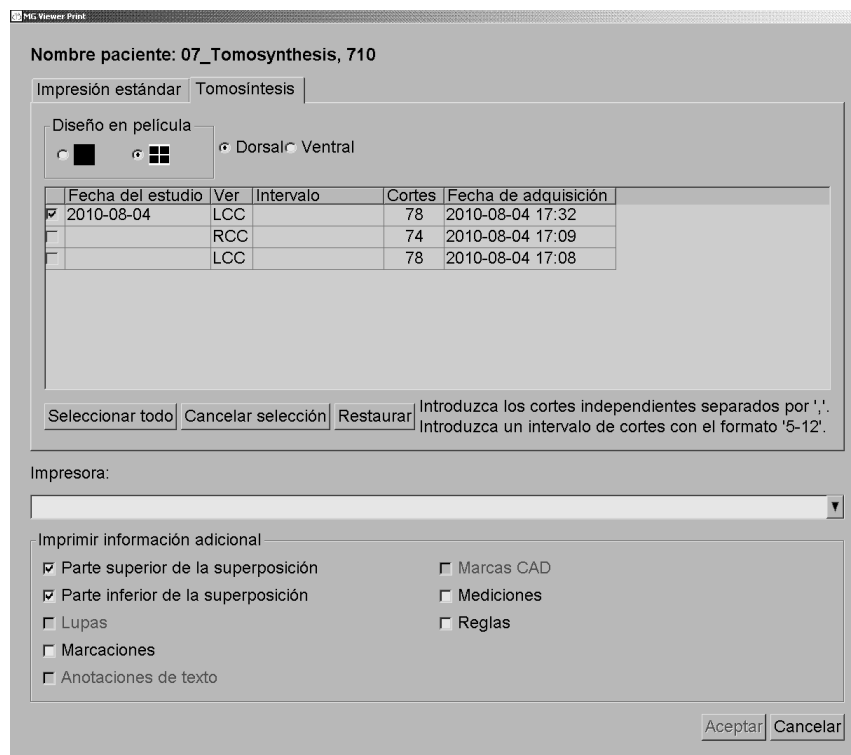 MG Viewer Print
Nombre paciente: 07_Tomosynthesis, 710
Impresión estándar Tomosíntesis
Diseño en película
Dorsal Ventral
Fecha del estudio Ver Intervalo Cortes Fecha de adquisición
2010-08-04 LCC 78 2010-08-04 17:32
RCC 74 2010-08-04 17:09
LCC 78 2010-08-04 17:08
Seleccionar todo Cancelar selección Restaurar
Introduzca los cortes independientes separados por ','.
Introduzca un intervalo de cortes con el formato '5-12'.
Impresora:
Imprimir información adicional
Parte superior de la superposición
Parte inferior de la superposición
Lupas
Marcaciones
Anotaciones de texto
Marcas CAD
Mediciones
Reglas
Aceptar Cancelar